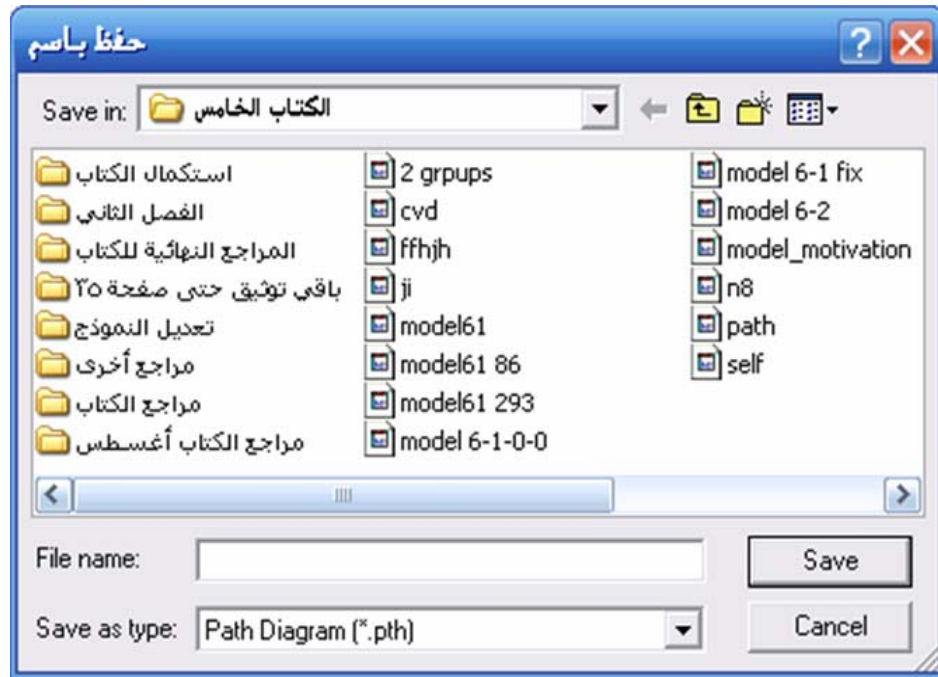 حفظ باسم
Save in: الكتاب الخامس
استكمال الكتاب
الفصل الثاني
المراجع النهائية للكتاب
باقي توثيق حتى صفحة ٢٥
تعديل النموذج
مراجع أخرى
مراجع الكتاب
مراجع الكتاب أغسطس
2 grpups
cvd
ffhjh
ji
model61
model61 86
model61 293
model 6-1-0-0
model 6-1 fix
model 6-2
model_motivation
n8
path
self
File name:
Save
Save as type: Path Diagram (*.pth)
Cancel